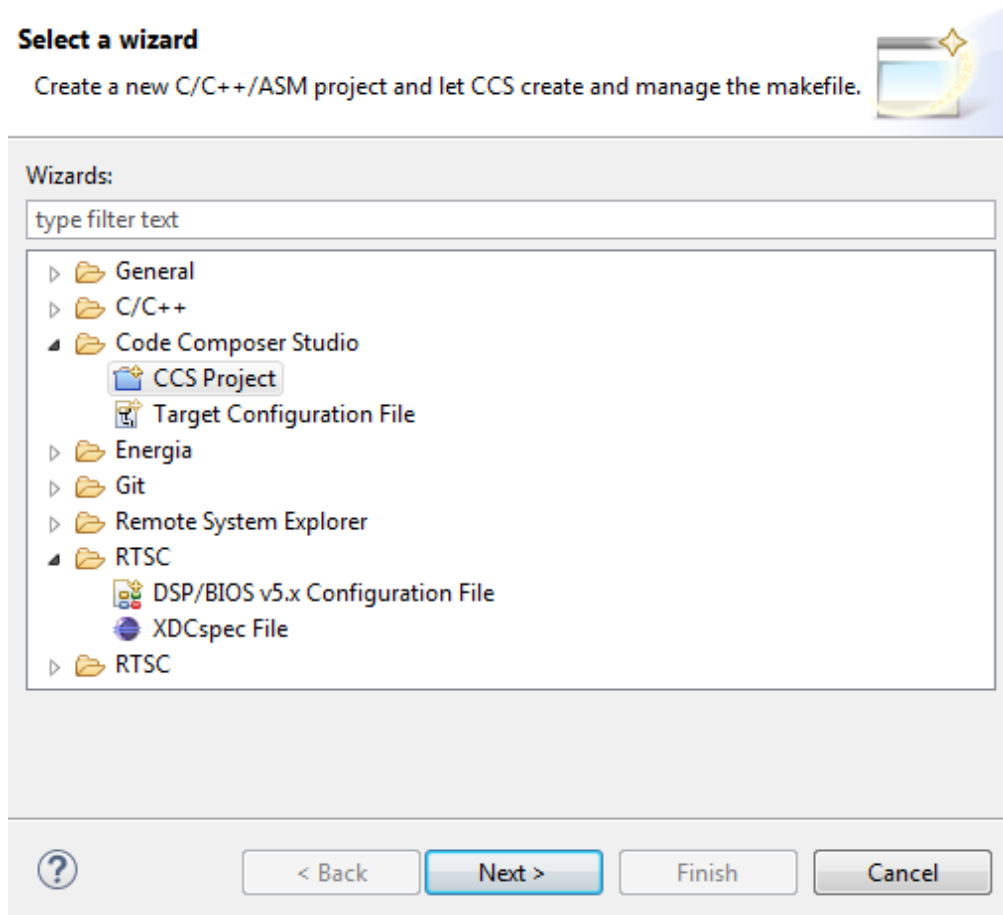 Select a wizard
Create a new C/C++/ASM project and let CCS create and manage the makefile.
Wizards:
type filter text
General
C/C++
Code Composer Studio
CCS Project
Target Configuration File
Energia
Git
Remote System Explorer
RTSC
DSP/BIOS v5.x Configuration File
XDCspec File
RTSC
?
< Back Next > Finish Cancel